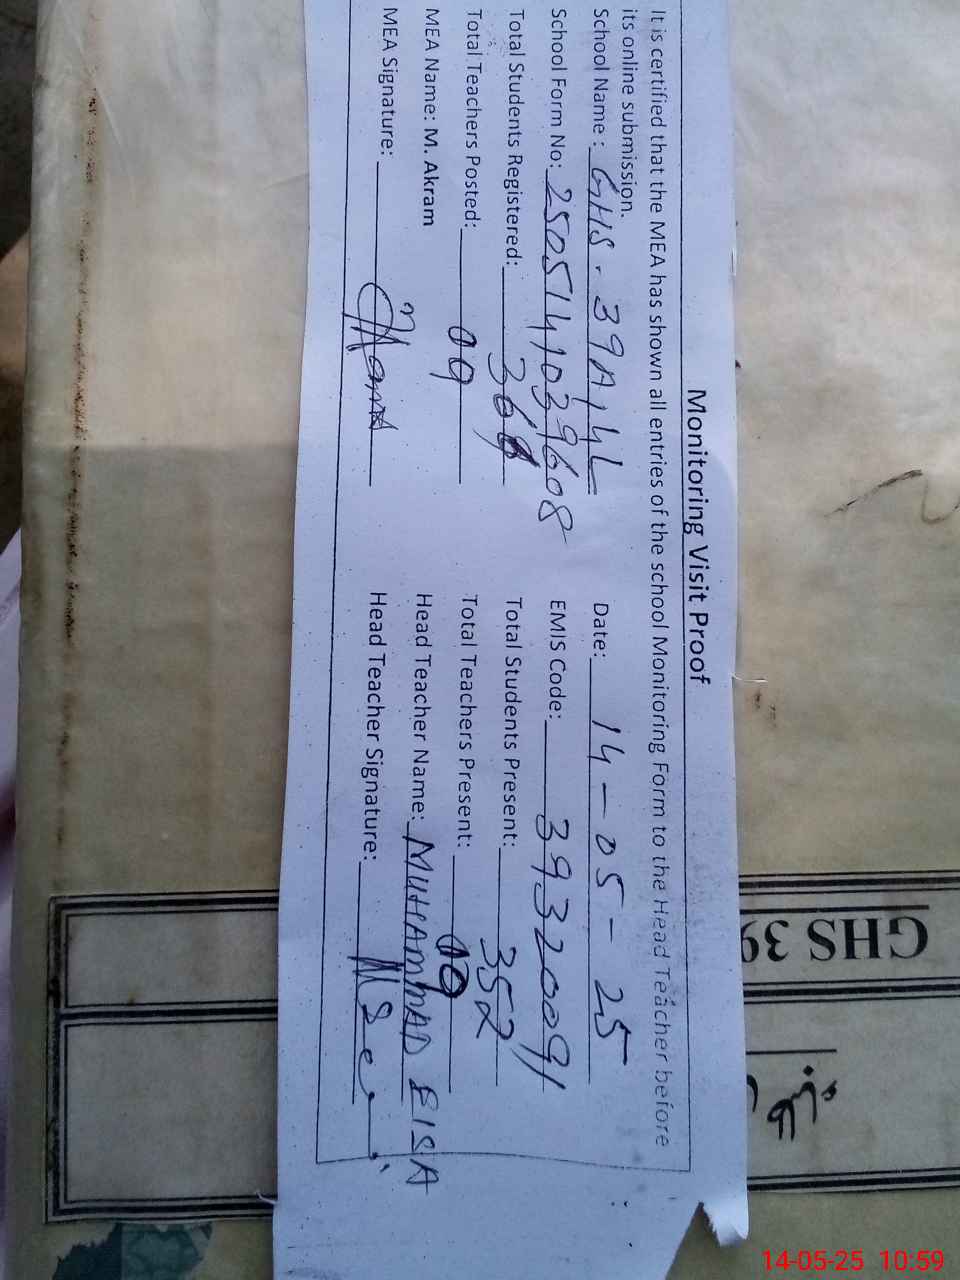 Monitoring Visit Proof
It is certified that the MEA has shown all entries of the school Monitoring Form to the Head Teacher before
its online submission.
School Name : GHS. 39A/4L Date: 14-05-25
School Form No: 2505141039608 EMIS Code: 39320091
Total Students Registered: Total Students Present: 352
Total Teachers Posted: 09 Total Teachers Present: 09
MEA Name: M. Akram Head Teacher Name: MUHAMMAD EISA
MEA Signature: Head Teacher Signature:
GHS 39
14-05-25 10:59